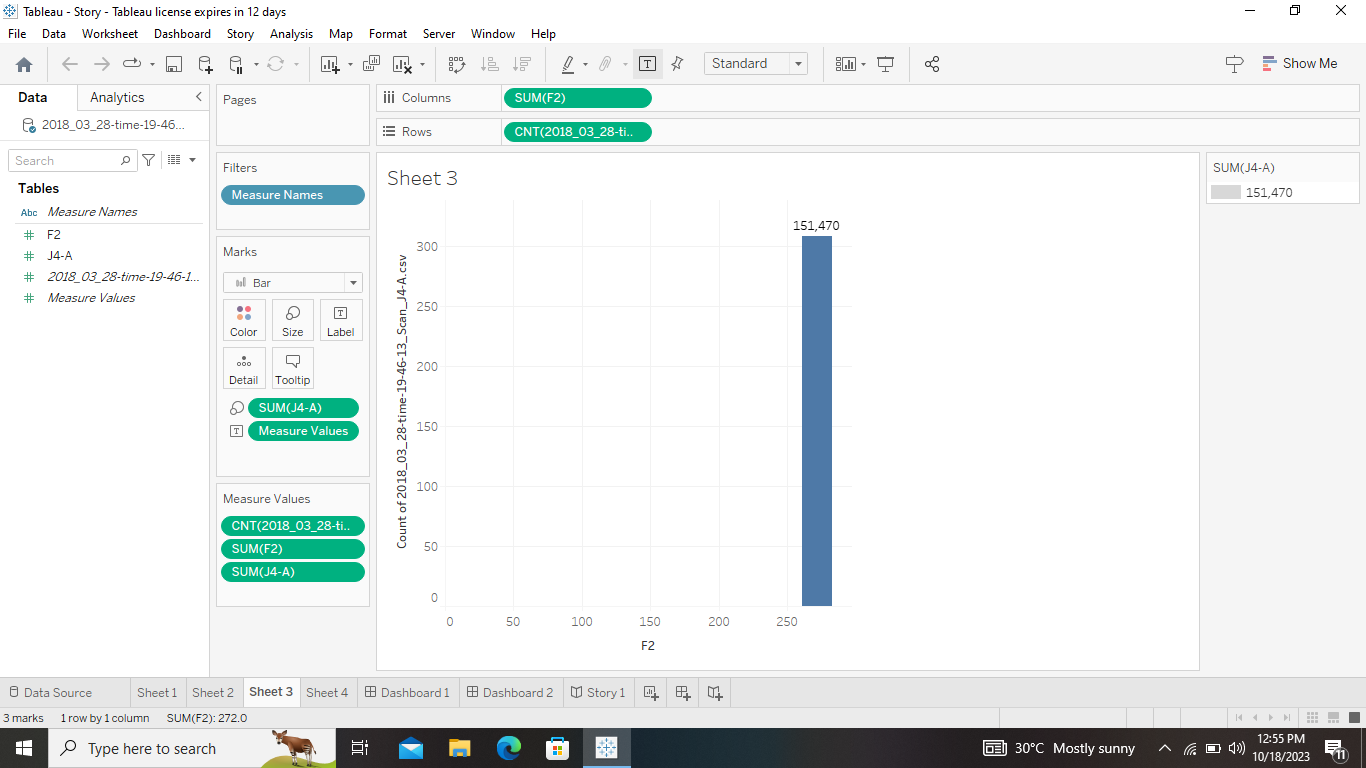 Tableau - Story - Tableau license expires in 12 days
File Data Worksheet Dashboard Story Analysis Map Format Server Window Help
Standard
Show Me
Data Analytics
2018_03_28-time-19-46...
Search
Tables
Abc Measure Names
F2
J4-A
2018_03_28-time-19-46-1...
Measure Values
Pages
Filters
Measure Names
Marks
Bar
Color Size Label
Detail Tooltip
SUM(J4-A)
Measure Values
Measure Values
CNT(2018_03_28-ti..
SUM(F2)
SUM(J4-A)
Columns SUM(F2)
Rows CNT(2018_03_28-ti..
Sheet 3
151,470
Count of 2018_03_28-time-19-46-13_Scan_J4-A.csv
300
250
200
150
100
50
0
0 50 100 150 200 250
F2
SUM(J4-A)
151,470
Data Source Sheet 1 Sheet 2 Sheet 3 Sheet 4 Dashboard 1 Dashboard 2 Story 1
3 marks 1 row by 1 column SUM(F2): 272.0
Type here to search
30°C Mostly sunny
12:55 PM
10/18/2023
11